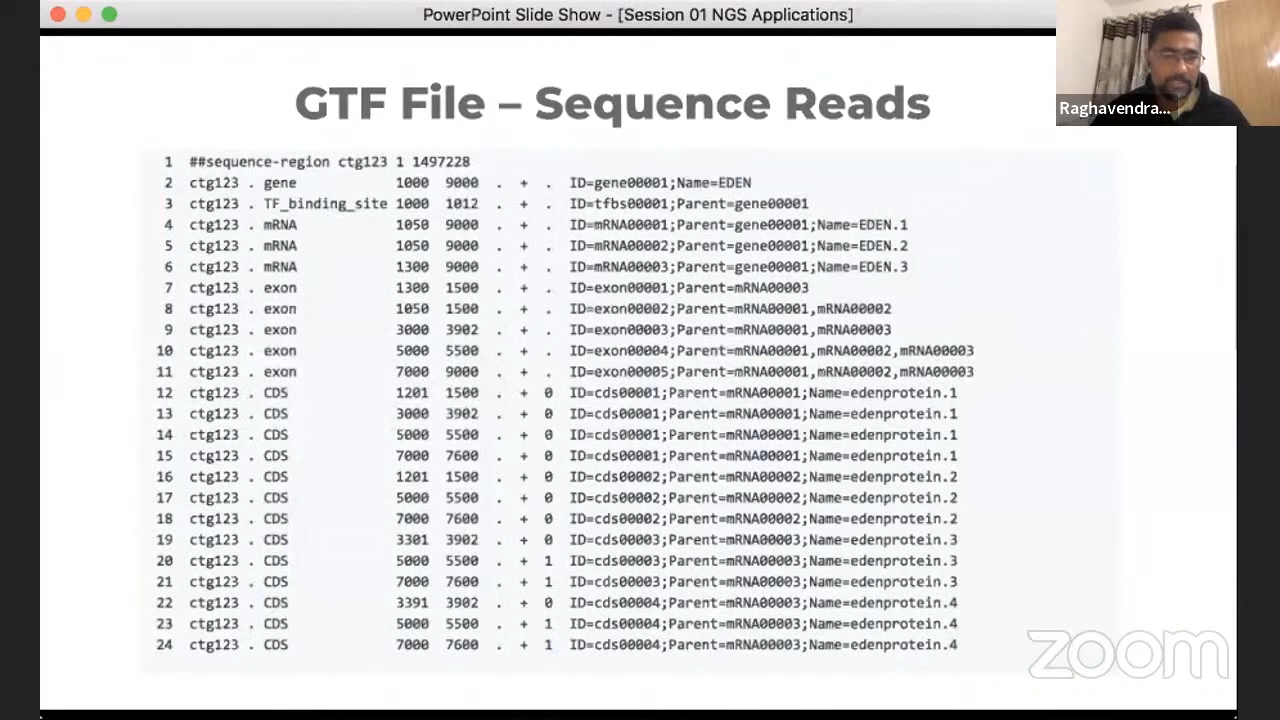 PowerPoint Slide Show - [Session 01 NGS Applications]
Raghavendra...
GTF File – Sequence Reads
1 ##sequence-region ctg123 1 1497228
2 ctg123 . gene 1000 9000 . + . ID=gene00001;Name=EDEN
3 ctg123 . TF_binding_site 1000 1012 . + . ID=tfbs00001;Parent=gene00001
4 ctg123 . mRNA 1050 9000 . + . ID=mRNA00001;Parent=gene00001;Name=EDEN.1
5 ctg123 . mRNA 1050 9000 . + . ID=mRNA00002;Parent=gene00001;Name=EDEN.2
6 ctg123 . mRNA 1300 9000 . + . ID=mRNA00003;Parent=gene00001;Name=EDEN.3
7 ctg123 . exon 1300 1500 . + . ID=exon00001;Parent=mRNA00003
8 ctg123 . exon 1050 1500 . + . ID=exon00002;Parent=mRNA00001,mRNA00002
9 ctg123 . exon 3000 3902 . + . ID=exon00003;Parent=mRNA00001,mRNA00003
10 ctg123 . exon 5000 5500 . + . ID=exon00004;Parent=mRNA00001,mRNA00002,mRNA00003
11 ctg123 . exon 7000 9000 . + . ID=exon00005;Parent=mRNA00001,mRNA00002,mRNA00003
12 ctg123 . CDS 1201 1500 . + 0 ID=cds00001;Parent=mRNA00001;Name=edenprotein.1
13 ctg123 . CDS 3000 3902 . + 0 ID=cds00001;Parent=mRNA00001;Name=edenprotein.1
14 ctg123 . CDS 5000 5500 . + 0 ID=cds00001;Parent=mRNA00001;Name=edenprotein.1
15 ctg123 . CDS 7000 7600 . + 0 ID=cds00001;Parent=mRNA00001;Name=edenprotein.1
16 ctg123 . CDS 1201 1500 . + 0 ID=cds00002;Parent=mRNA00002;Name=edenprotein.2
17 ctg123 . CDS 5000 5500 . + 0 ID=cds00002;Parent=mRNA00002;Name=edenprotein.2
18 ctg123 . CDS 7000 7600 . + 0 ID=cds00002;Parent=mRNA00002;Name=edenprotein.2
19 ctg123 . CDS 3301 3902 . + 0 ID=cds00003;Parent=mRNA00003;Name=edenprotein.3
20 ctg123 . CDS 5000 5500 . + 1 ID=cds00003;Parent=mRNA00003;Name=edenprotein.3
21 ctg123 . CDS 7000 7600 . + 1 ID=cds00003;Parent=mRNA00003;Name=edenprotein.3
22 ctg123 . CDS 3391 3902 . + 0 ID=cds00004;Parent=mRNA00003;Name=edenprotein.4
23 ctg123 . CDS 5000 5500 . + 1 ID=cds00004;Parent=mRNA00003;Name=edenprotein.4
24 ctg123 . CDS 7000 7600 . + 1 ID=cds00004;Parent=mRNA00003;Name=edenprotein.4
zoom